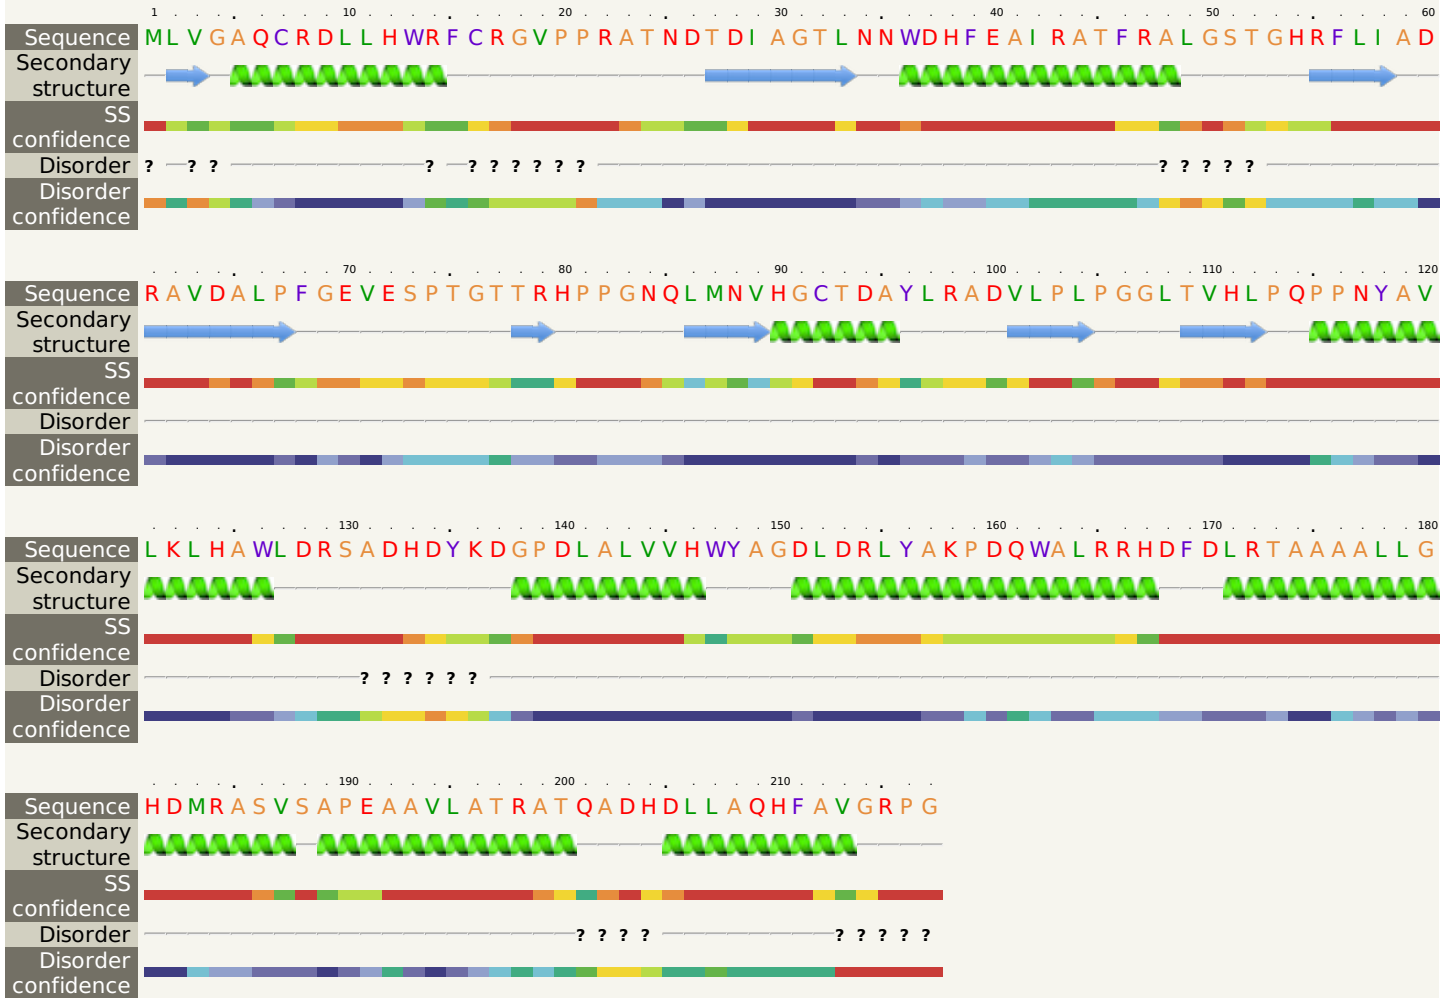 1 10 20 30 40 50 60
Sequence MLVGAQCRDLLHWRFCRGVPPRATNDTDIAGTLNNWDHFEAIRATFRALGSTGHRFLIAD
Secondary
structure
SS
confidence
Disorder ? ? ? ? ? ? ? ? ? ? ? ? ? ? ?
Disorder
confidence
70 80 90 100 110 120
Sequence RAVDALPFGEVESPTGTTRHPPGNQLMNVHGCTDAYLRADVLPLPGGLTVHLPQPPNYAV
Secondary
structure
SS
confidence
Disorder
Disorder
confidence
130 140 150 160 170 180
Sequence LKLHAWLDRSADHDYKDGPDLALVVHWYAGDLDRLYAKPDQWALRRHDFDLRTAAAALLG
Secondary
structure
SS
confidence
Disorder ? ? ? ? ? ?
Disorder
confidence
190 200 210
Sequence HDMRASVSAPEAAVLATRATQADHDLLAQHFAVGRPG
Secondary
structure
SS
confidence
Disorder ? ? ? ? ? ? ? ? ?
Disorder
confidence